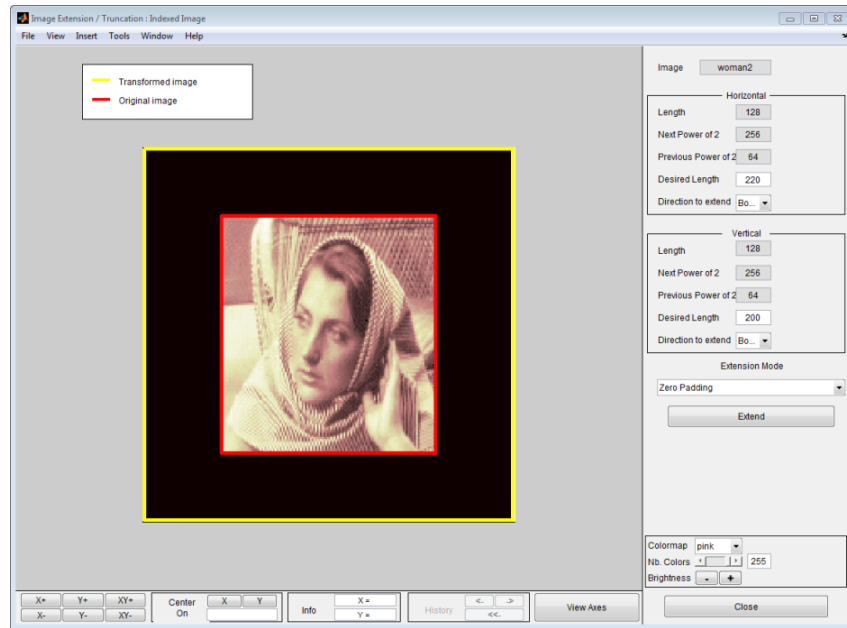 Image Extension / Truncation : Indexed Image
File View Insert Tools Window Help
Transformed image
Original image
Image woman2
Horizontal
Length 128
Next Power of 2 256
Previous Power of 2 64
Desired Length 220
Direction to extend Bo...
Vertical
Length 128
Next Power of 2 256
Previous Power of 2 64
Desired Length 200
Direction to extend Bo...
Extension Mode
Zero Padding
Extend
Colormap pink
Nb. Colors 255
Brightness - +
X+ Y+ XY+
X- Y- XY-
Center On X Y
Info X = Y =
History <- -> <<-
View Axes
Close